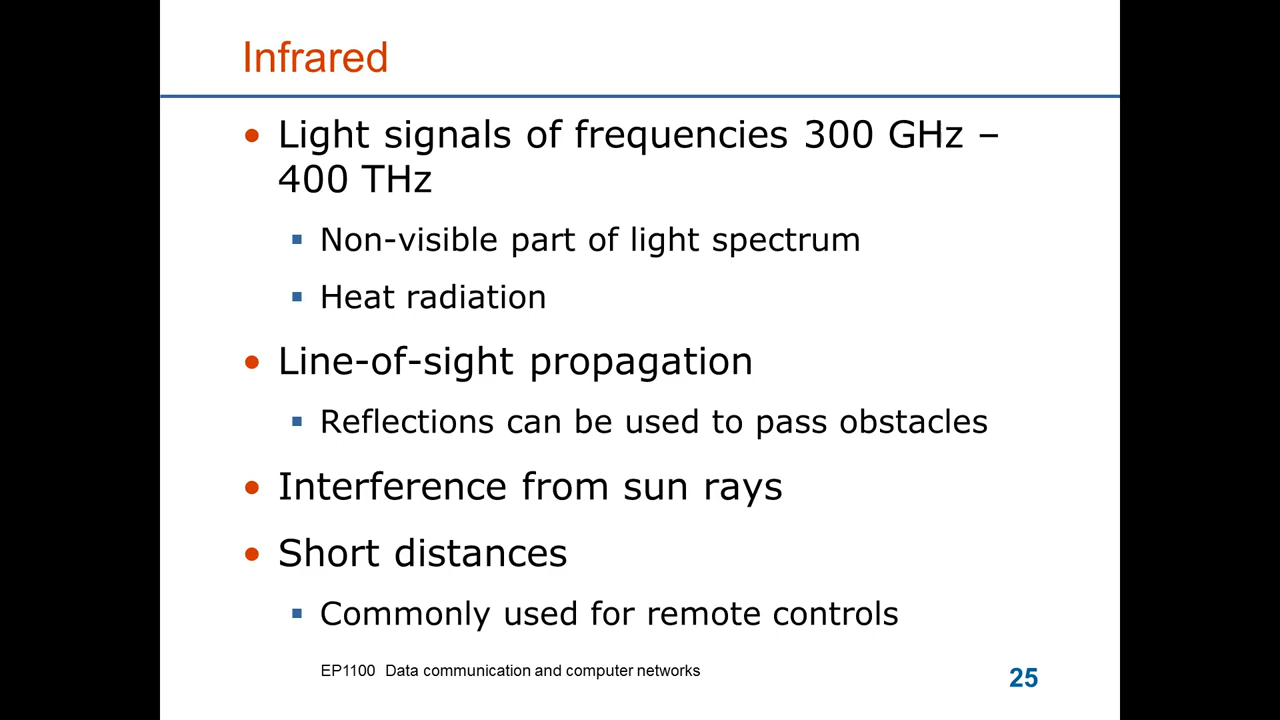 Infrared
• Light signals of frequencies 300 GHz –
400 THz
▪ Non-visible part of light spectrum
▪ Heat radiation
• Line-of-sight propagation
▪ Reflections can be used to pass obstacles
• Interference from sun rays
• Short distances
▪ Commonly used for remote controls
EP1100 Data communication and computer networks
25